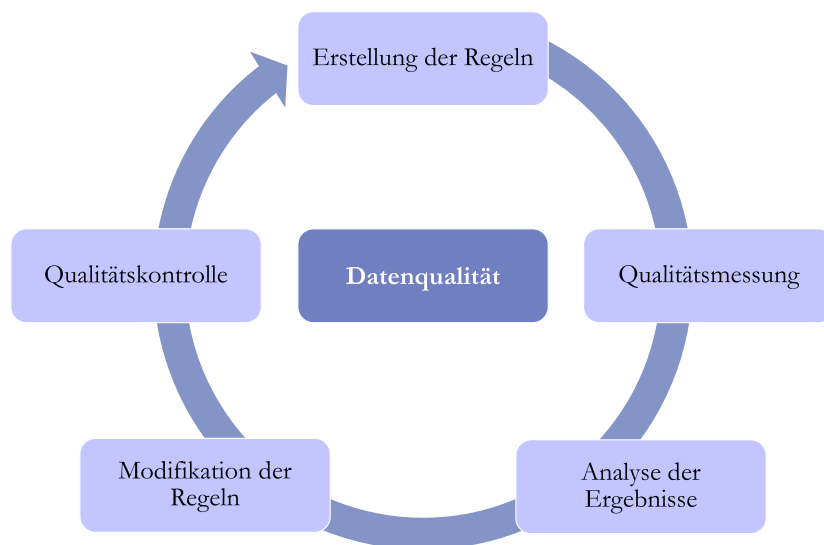 Erstellung der Regeln
Qualitätskontrolle
Datenqualität
Qualitätsmessung
Modifikation der
Regeln
Analyse der
Ergebnisse